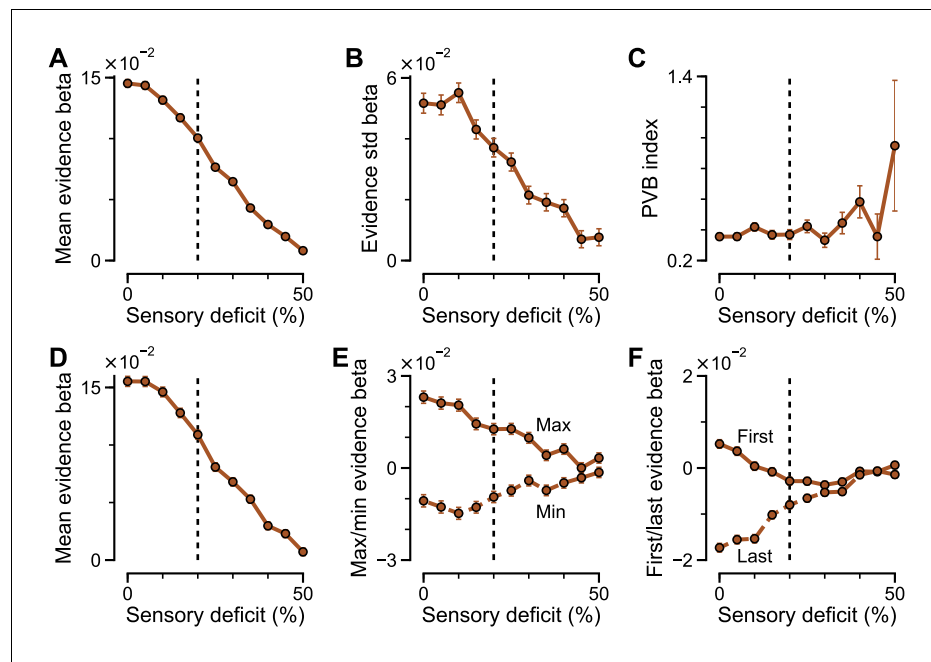 A
×10−2
Mean evidence beta
15
0
0
50
Sensory deficit (%)
B
×10−2
Evidence std beta
6
0
0
50
Sensory deficit (%)
C
PVB index
1.4
0.2
0
50
Sensory deficit (%)
D
×10−2
Mean evidence beta
15
0
0
50
Sensory deficit (%)
E
×10−2
Max/min evidence beta
3
0
−3
Max
Min
0
50
Sensory deficit (%)
F
×10−2
First/last evidence beta
2
0
−2
First
Last
0
50
Sensory deficit (%)